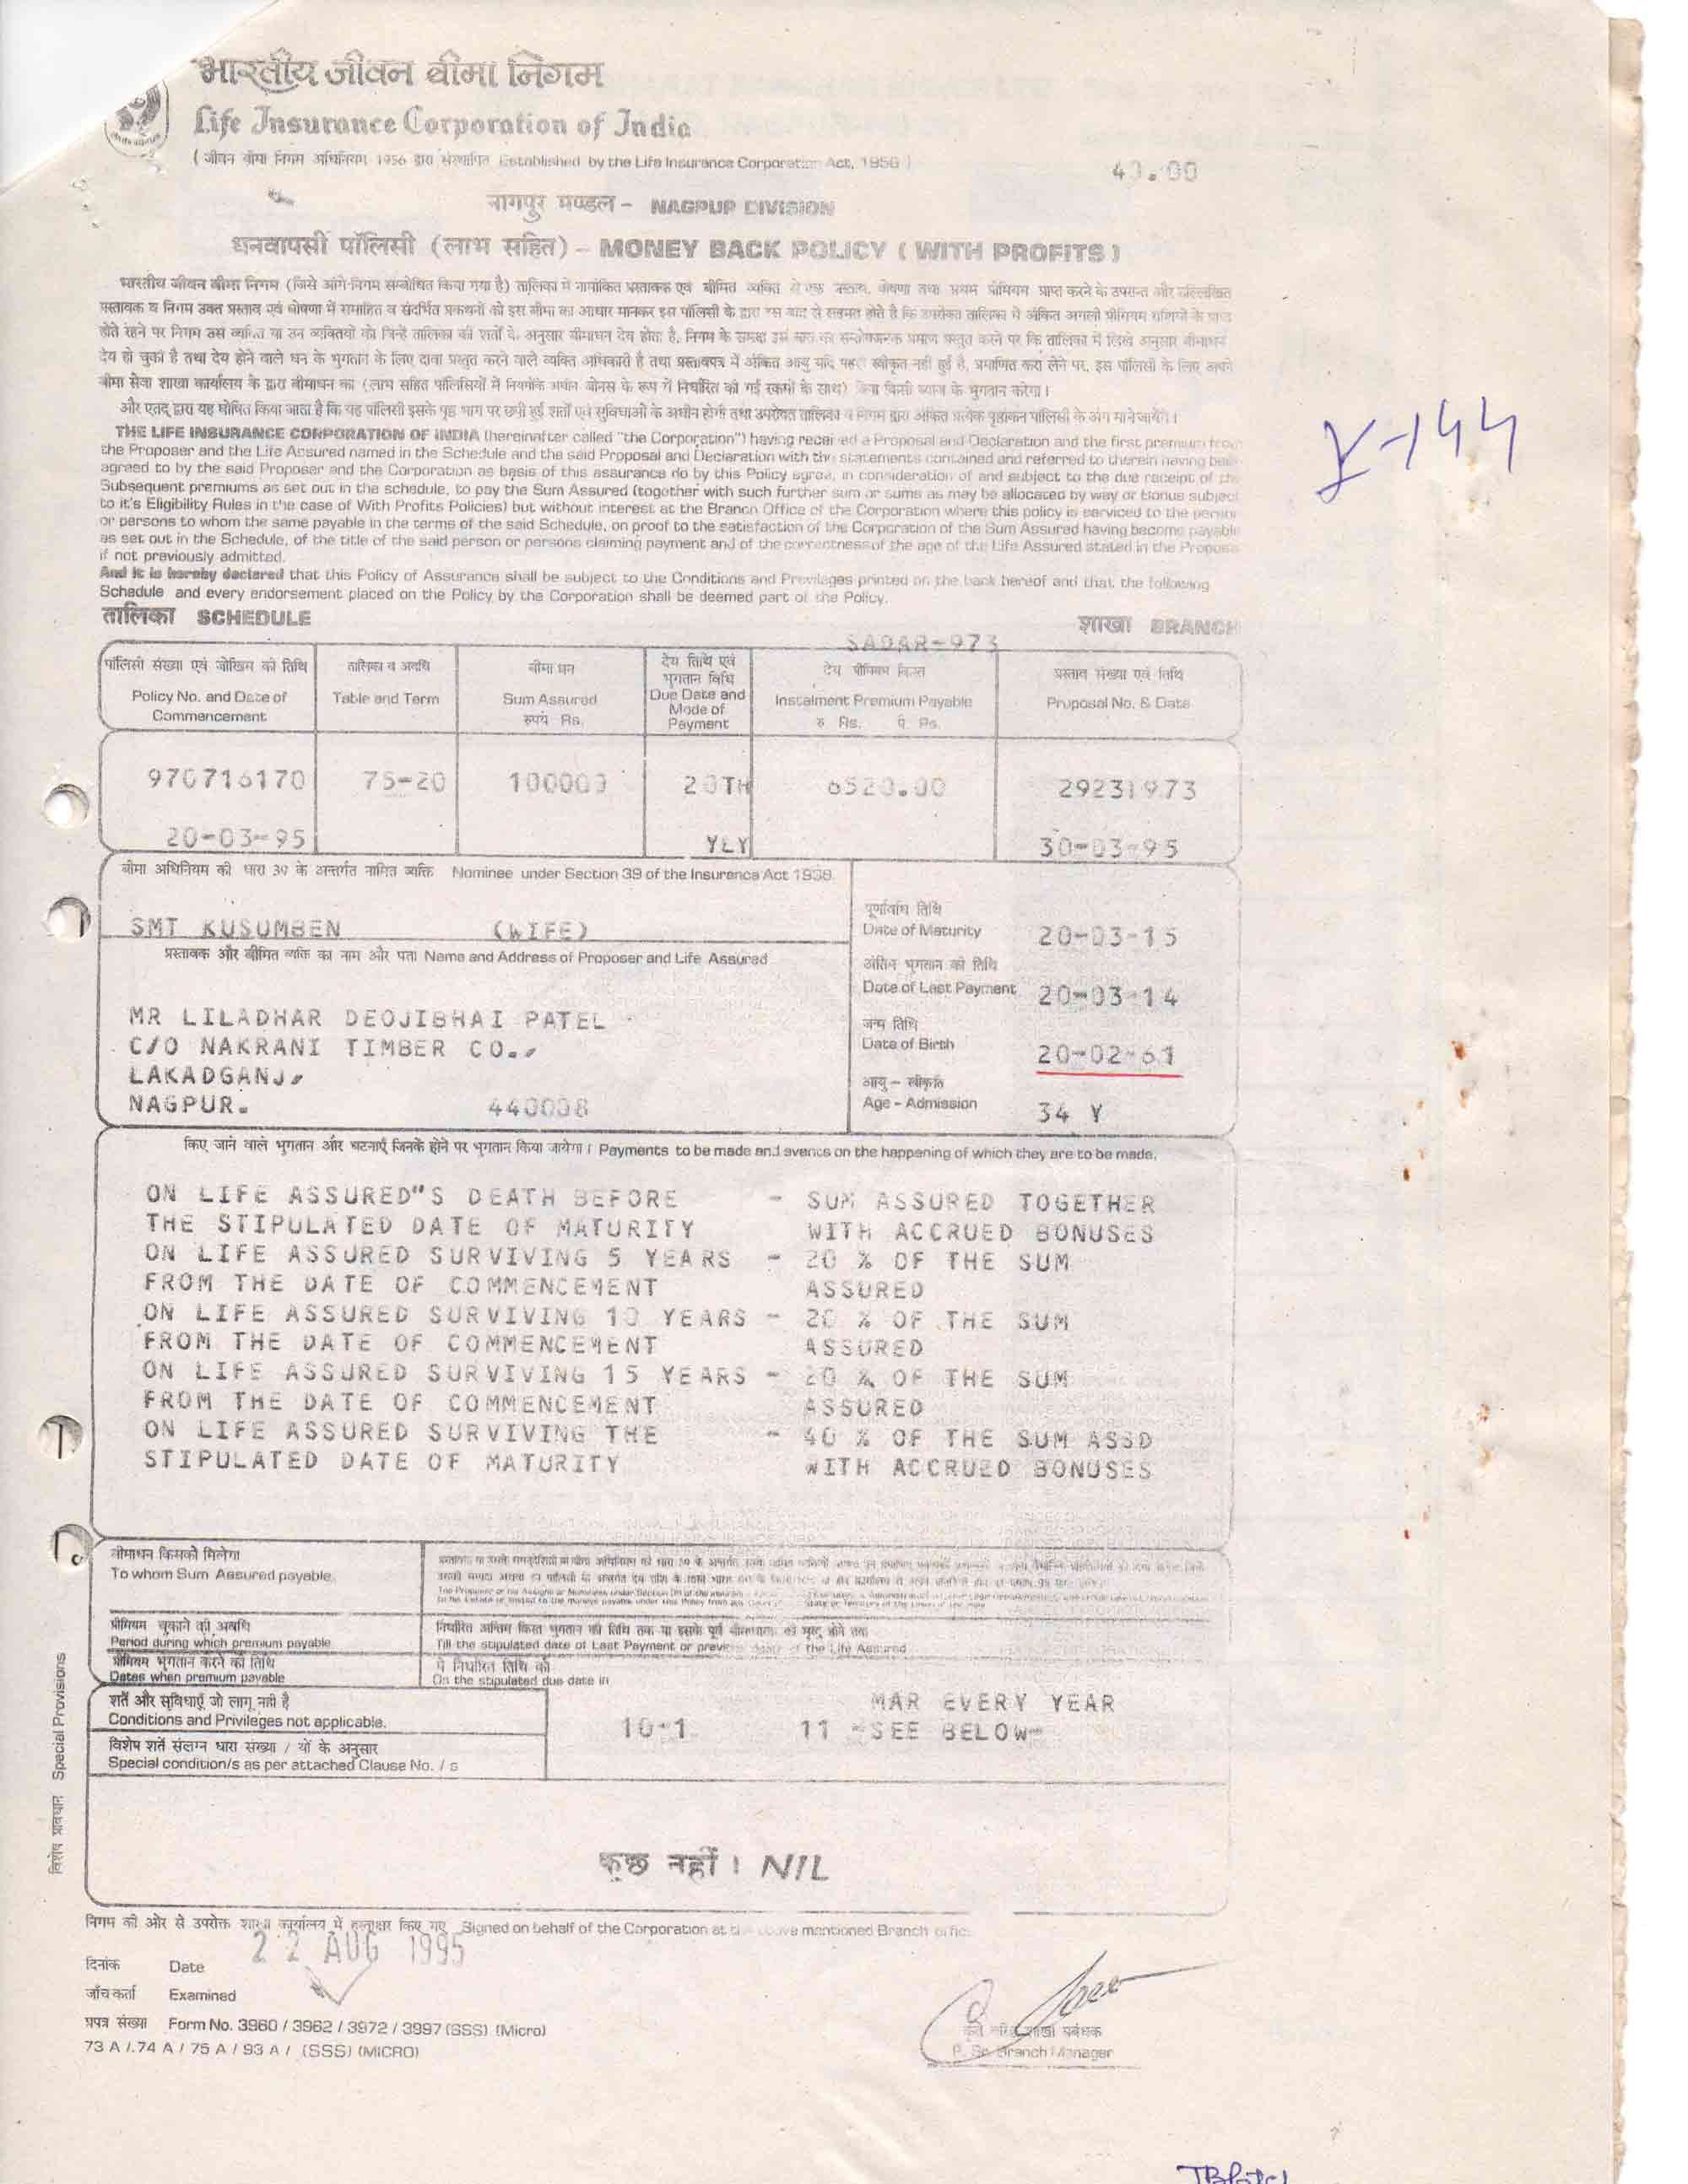 भारतीय जीवन बीमा निगम
Life Insurance Corporation of India
( जीवन बीमा निगम अधिनियम 1956 द्वारा संस्थापित Established by the Life Insurance Corporation Act, 1956 )
40.00
नागपुर मण्डल - NAGPUR DIVISION
धनवापसी पॉलिसी (लाभ सहित) - MONEY BACK POLICY ( WITH PROFITS )
भारतीय जीवन बीमा निगम (जिसे आगे निगम सम्बोधित किया गया है) तालिका में नामांकित प्रस्तावक एवं बीमित व्यक्ति से एक प्रस्ताव, घोषणा तथा प्रथम प्रीमियम प्राप्त करने के उपरान्त और उल्लिखित
प्रस्तावक व निगम उक्त प्रस्ताव एवं घोषणा में समाहित व संदर्भित प्रकथनों को इस बीमा का आधार मानकर इस पॉलिसी के द्वारा इस बात से सहमत होते है कि उपरोक्त तालिका में अंकित अगली प्रीमियम राशियों के प्राप्त
होते रहने पर निगम उस व्यक्ति या उन व्यक्तियों को जिन्हें तालिका की शर्तों के अनुसार बीमाधन देय होता है, निगम के समक्ष इस बात का सन्तोषजनक प्रमाण प्रस्तुत करने पर कि तालिका में लिखे अनुसार बीमाधन
देय हो चुका है तथा देय होने वाले धन के भुगतान के लिए दावा प्रस्तुत करने वाले व्यक्ति अधिकारी है तथा प्रस्तावपत्र में अंकित आयु यदि पहले स्वीकृत नहीं हुई है, प्रमाणित करा लेने पर, इस पॉलिसी के लिए अपने
बीमा सेवा शाखा कार्यालय के द्वारा बीमाधन का (लाभ सहित पॉलिसियों में नियमोंके अधीन बोनस के रूप में निर्धारित की गई रकमों के साथ) बिना किसी ब्याज के भुगतान करेगा।
और एतद् द्वारा यह घोषित किया जाता है कि यह पॉलिसी इसके पृष्ठ भाग पर छपी हुई शर्तों एवं सुविधाओं के अधीन होगी तथा उपरोक्त तालिका व निगम द्वारा अंकित प्रत्येक पृष्ठांकन पॉलिसी के अंग माने जायेंगे।
THE LIFE INSURANCE CORPORATION OF INDIA (hereinafter called "the Corporation") having received a Proposal and Declaration and the first premium from
the Proposer and the Life Assured named in the Schedule and the said Proposal and Declaration with the statements contained and referred to therein having been
agreed to by the said Proposer and the Corporation as basis of this assurance do by this Policy agree, in consideration of and subject to the due receipt of the
Subsequent premiums as set out in the schedule, to pay the Sum Assured (together with such further sum or sums as may be allocated by way or bonus subject
to it's Eligibility Rules in the case of With Profits Policies) but without interest at the Branch Office of the Corporation where this policy is serviced to the person
or persons to whom the same payable in the terms of the said Schedule, on proof to the satisfaction of the Corporation of the Sum Assured having become payable
as set out in the Schedule, of the title of the said person or persons claiming payment and of the correctness of the age of the Life Assured stated in the Proposal
if not previously admitted.
And it is hereby declared that this Policy of Assurance shall be subject to the Conditions and Previlages printed on the back hereof and that the following
Schedule and every endorsement placed on the Policy by the Corporation shall be deemed part of the Policy.
Y-144
तालिका SCHEDULE
शाखा BRANCH
SADAR-973
पॉलिसी संख्या एवं जोखिम की तिथि
Policy No. and Date of
Commencement
तालिका व अवधि
Table and Term
बीमा धन
Sum Assured
रुपये Rs.
देय तिथि एवं
भुगतान विधि
Due Date and
Mode of
Payment
देय प्रीमियम किस्त
Instalment Premium Payable
रु Rs. पै. Ps.
प्रस्ताव संख्या एवं तिथि
Proposal No. & Date
970716170 75-20 100000 20TH 6520.00 29231973
20-03-95 YLY 30-03-95
बीमा अधिनियम की धारा 39 के अन्तर्गत नामित व्यक्ति Nominee under Section 39 of the Insurance Act 1938.
SMT KUSUMBEN (WIFE)
प्रस्तावक और बीमित व्यक्ति का नाम और पता Name and Address of Proposer and Life Assured
MR LILADHAR DEOJIBHAI PATEL
C/O NAKRANI TIMBER CO.,
LAKADGANJ,
NAGPUR. 440008
पूर्णावधि तिथि
Date of Maturity 20-03-15
अंतिम भुगतान की तिथि
Date of Last Payment 20-03-14
जन्म तिथि
Date of Birth 20-02-61
आयु - स्वीकृति
Age - Admission 34 Y
किए जाने वाले भुगतान और घटनाएँ जिनके होने पर भुगतान किया जायेगा। Payments to be made and events on the happening of which they are to be made.
ON LIFE ASSURED"S DEATH BEFORE - SUM ASSURED TOGETHER
THE STIPULATED DATE OF MATURITY WITH ACCRUED BONUSES
ON LIFE ASSURED SURVIVING 5 YEARS - 20 % OF THE SUM
FROM THE DATE OF COMMENCEMENT ASSURED
ON LIFE ASSURED SURVIVING 10 YEARS - 20 % OF THE SUM
FROM THE DATE OF COMMENCEMENT ASSURED
ON LIFE ASSURED SURVIVING 15 YEARS - 20 % OF THE SUM
FROM THE DATE OF COMMENCEMENT ASSURED
ON LIFE ASSURED SURVIVING THE - 40 % OF THE SUM ASSD
STIPULATED DATE OF MATURITY WITH ACCRUED BONUSES
बीमाधन किसको मिलेगा
To whom Sum Assured payable.
प्रीमियम चुकाने की अवधि
Period during which premium payable
निर्धारित अन्तिम किस्त भुगतान की तिथि तक या इसके पूर्व बीमाधारक की मृत्यु होने तक
Till the stipulated date of Last Payment or previous death of the Life Assured
प्रीमियम भुगतान करने की तिथि
Dates when premium payable
में निर्धारित तिथि को
On the stipulated due date in
MAR EVERY YEAR
शर्तें और सुविधाएँ जो लागू नहीं है
Conditions and Privileges not applicable.
10-1 11 -SEE BELOW-
विशेष शर्तें संलग्न धारा संख्या / यों के अनुसार
Special condition/s as per attached Clause No. / s
विशेष प्रावधान Special Provisions
कुछ नहीं। NIL
निगम की ओर से उपरोक्त शाखा कार्यालय में हस्ताक्षर किए गए Signed on behalf of the Corporation at the above mentioned Branch office.
22 AUG 1995
दिनांक Date
जाँच कर्ता Examined
प्रपत्र संख्या Form No. 3960 / 3962 / 3972 / 3997 (SSS) (Micro)
73 A /.74 A / 75 A / 93 A / (SSS) (MICRO)
शाखा प्रबंधक
P. Sr. Branch Manager